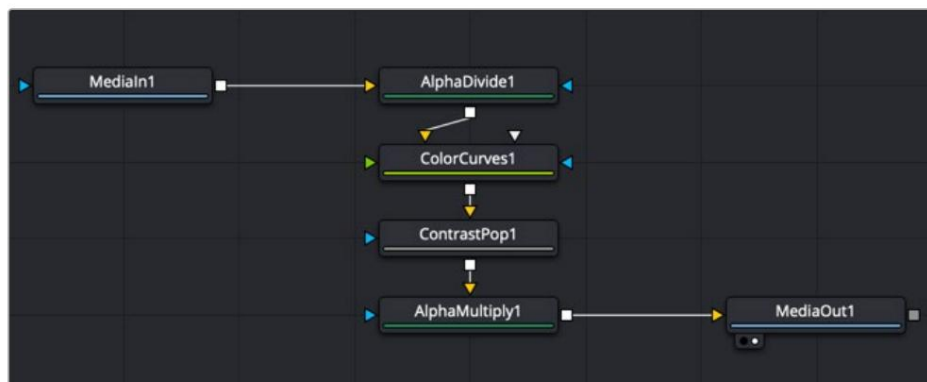 MediaIn1
AlphaDivide1
ColorCurves1
ContrastPop1
AlphaMultiply1
MediaOut1